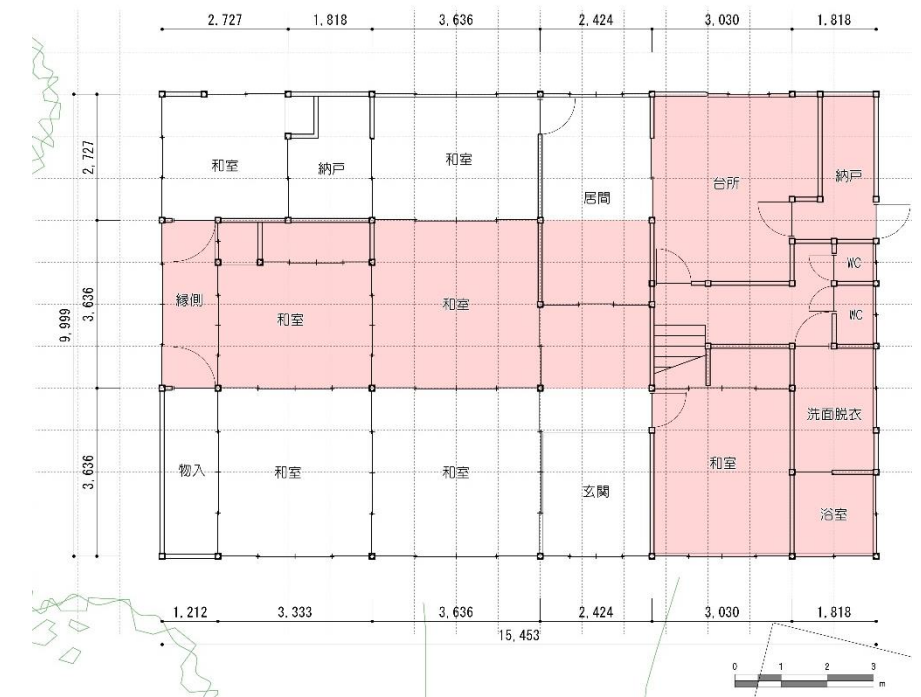 2,727 1,818 3,636 2,424 3,030 1,818
2,727
3,636
9,999
3,636
和室
納戸
和室
居間
台所
納戸
縁側
和室
和室
WC
WC
物入
和室
和室
玄関
和室
洗面脱衣
浴室
1,212 3,333 3,636 2,424 3,030 1,818
15,453
0 1 2 3
m